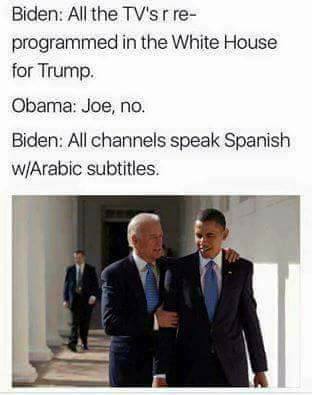 Biden: All the TV's r re-
programmed in the White House
for Trump.
Obama: Joe, no.
Biden: All channels speak Spanish
w/Arabic subtitles.